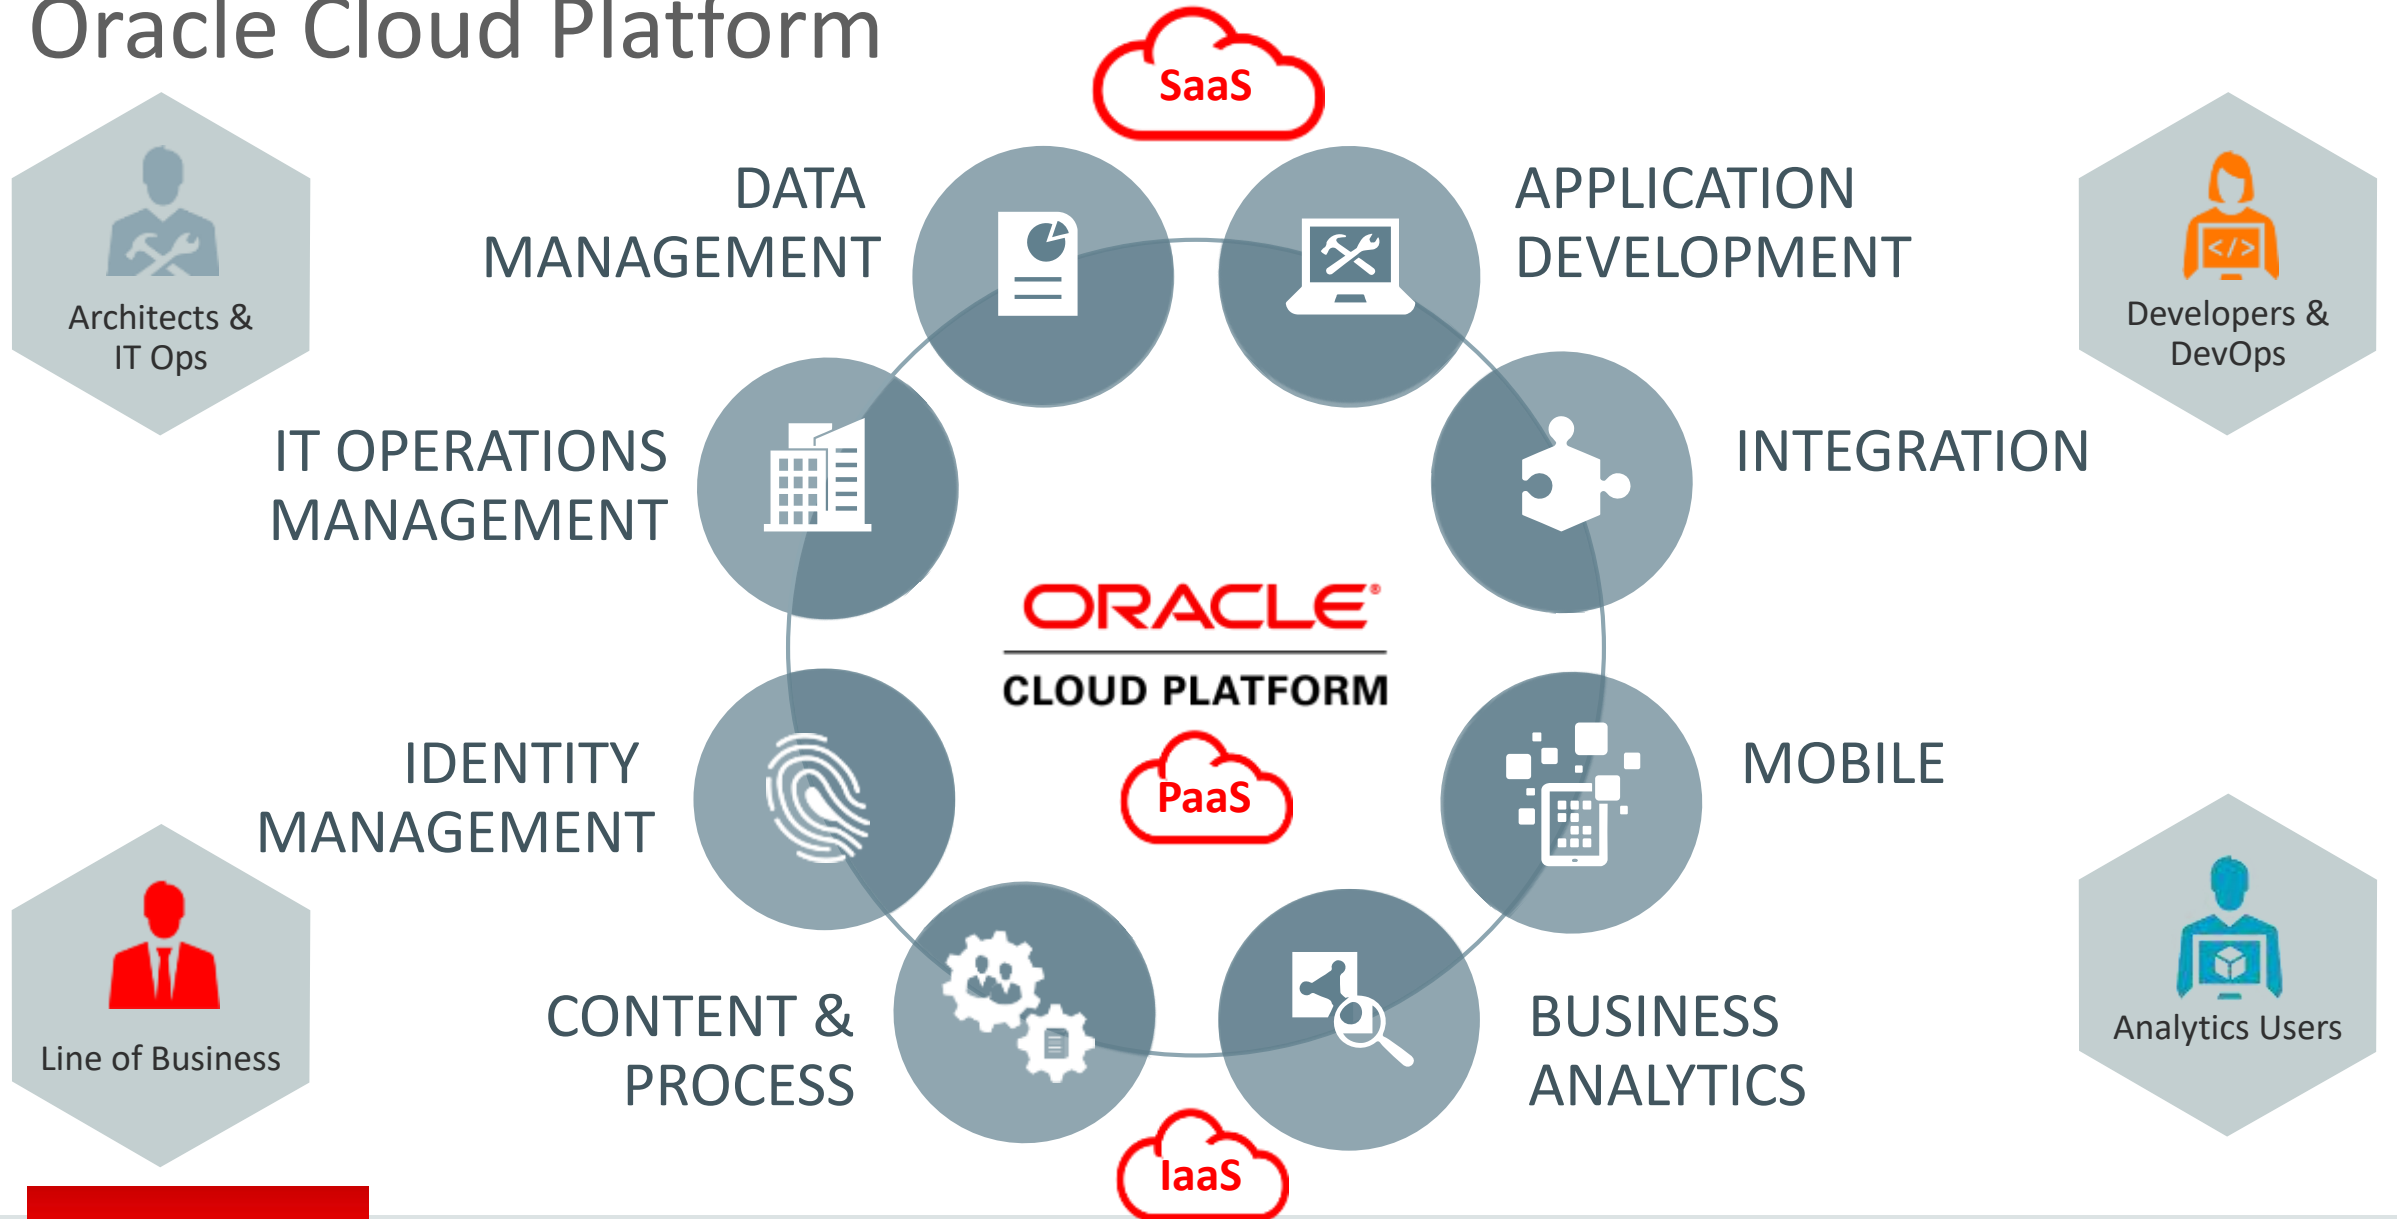 Oracle Cloud Platform
SaaS
DATA
MANAGEMENT
APPLICATION
DEVELOPMENT
Architects &
IT Ops
Developers &
DevOps
IT OPERATIONS
MANAGEMENT
INTEGRATION
ORACLE®
CLOUD PLATFORM
PaaS
IDENTITY
MANAGEMENT
MOBILE
</>
CONTENT &
PROCESS
BUSINESS
ANALYTICS
Line of Business
Analytics Users
IaaS